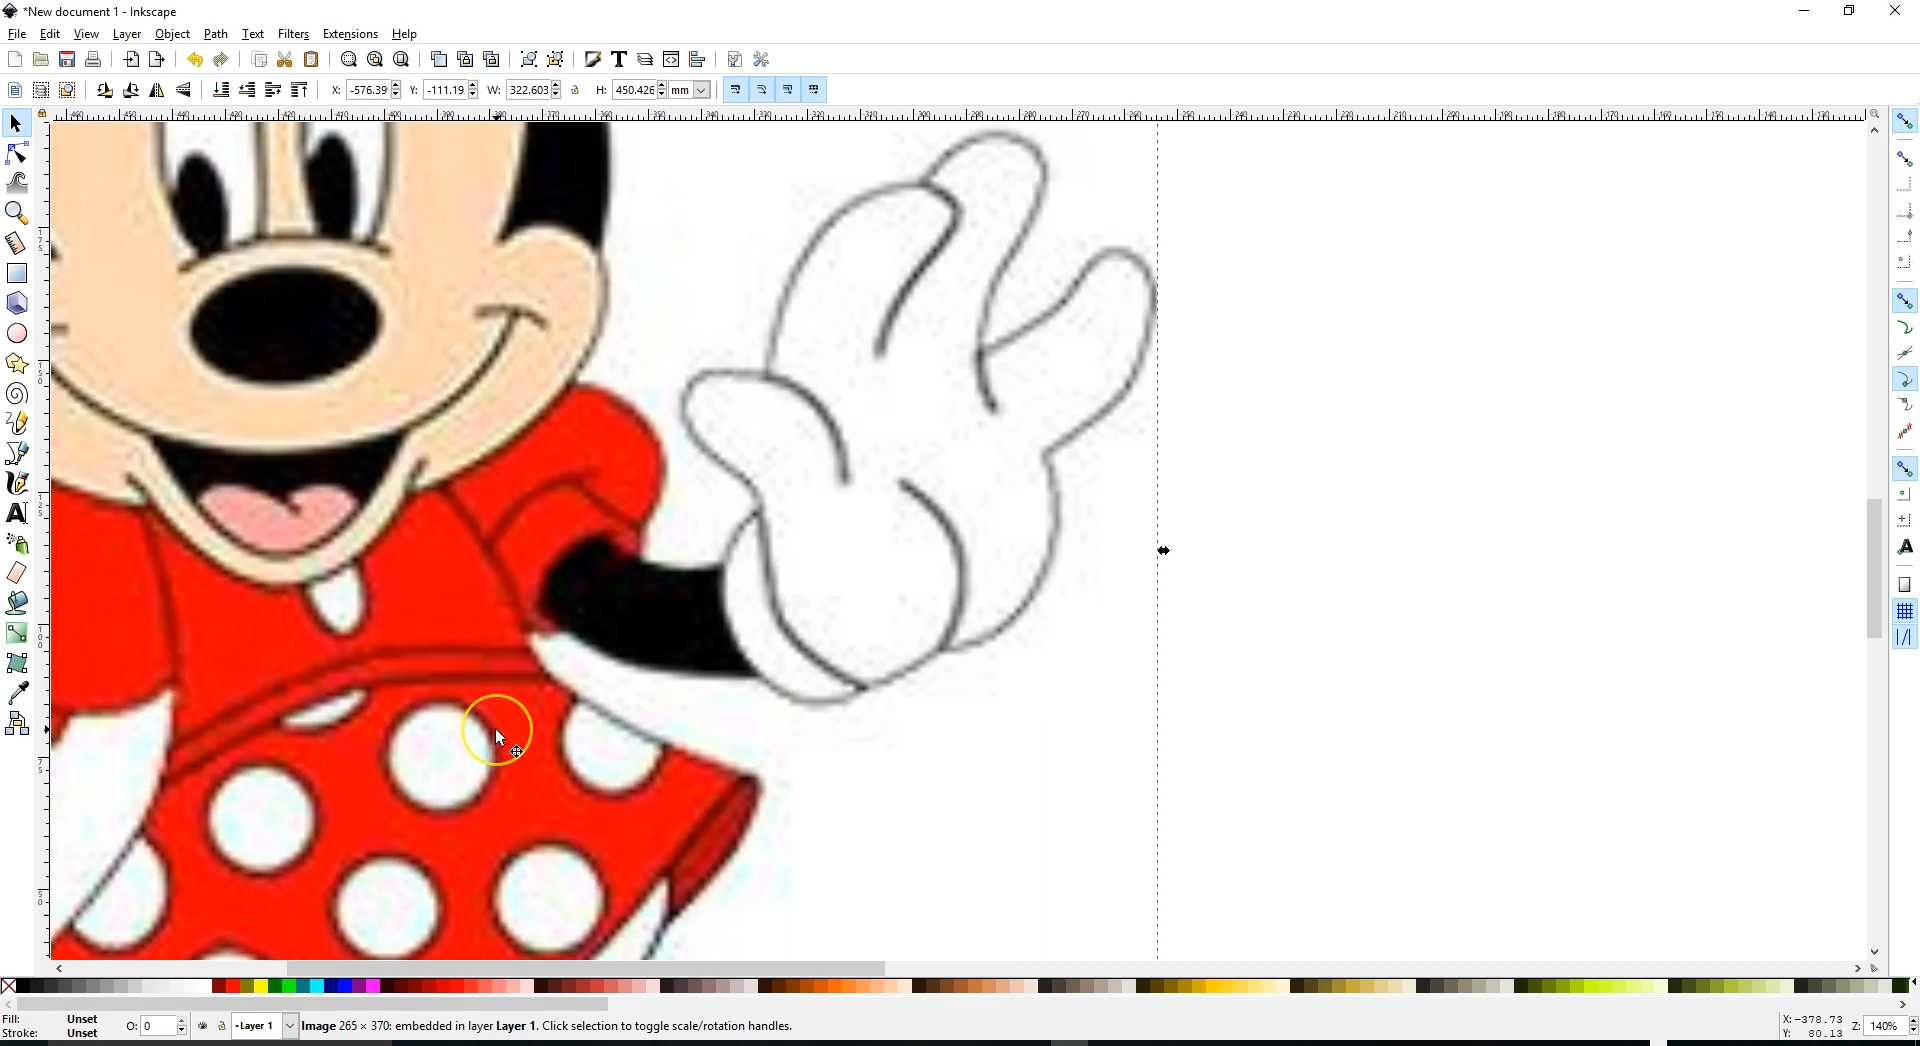 *New document 1 - Inkscape
File Edit View Layer Object Path Text Filters Extensions Help
X: -576.39 Y: -111.19 W: 322.603 H: 450.426 mm
Fill: Unset O: 0 •Layer 1 Image 265 × 370: embedded in layer Layer 1. Click selection to toggle scale/rotation handles. X:-378.73 Z: 140%
Stroke: Unset Y: 80.13